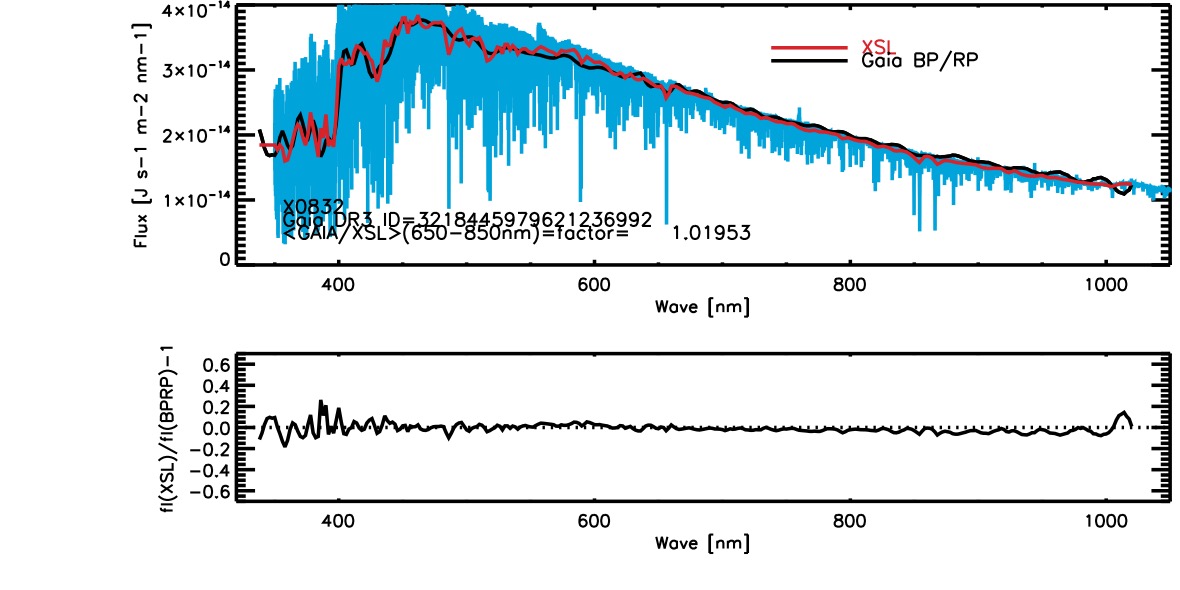 4×10−14
3×10−14
2×10−14
1×10−14
0
Flux [J s−1 m−2 nm−1]
XSL
Gaia BP/RP
X0832
Gaia DR3 ID=3218445979621236992
<GAIA/XSL>(650−850nm)=factor= 1.01953
400 600 800 1000
Wave [nm]
fl(XSL)/fl(BPRP)−1
0.6
0.4
0.2
0.0
−0.2
−0.4
−0.6
400 600 800 1000
Wave [nm]